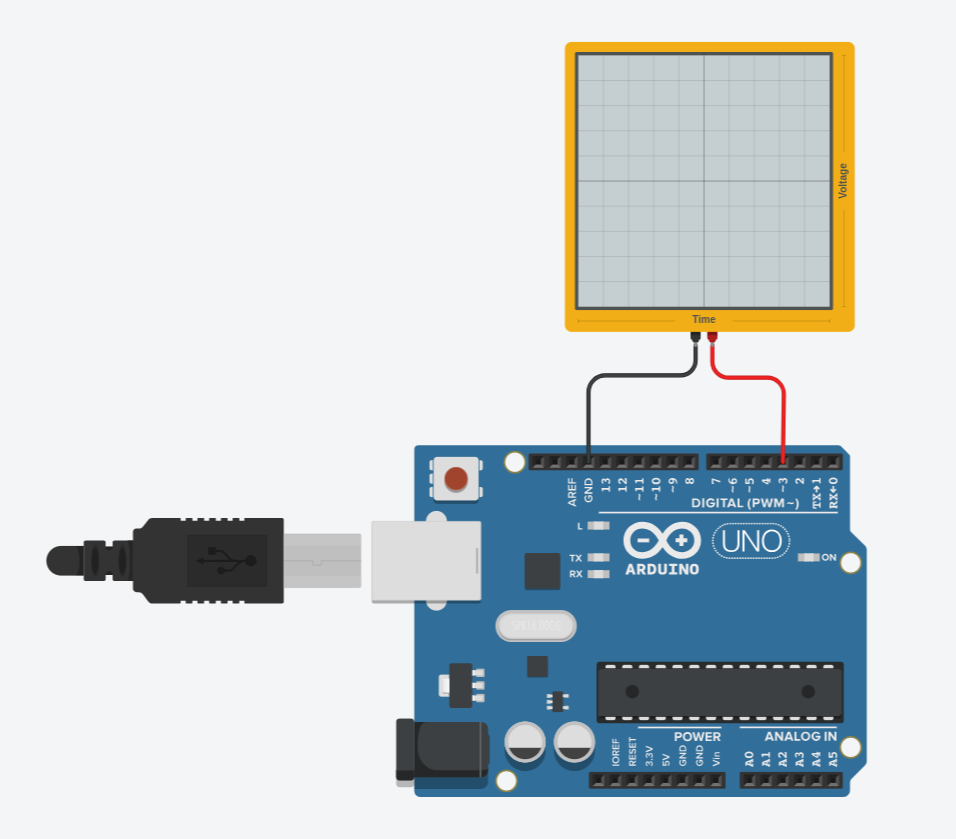 Voltage
Time
AREF
GND
13
12
~11
~10
~9
8
7
~6
~5
4
~3
2
TX→1
RX←0
DIGITAL (PWM~)
L
TX
RX
ARDUINO
UNO
ON
POWER
ANALOG IN
IOREF
RESET
3.3V
5V
GND
GND
Vin
A0
A1
A2
A3
A4
A5